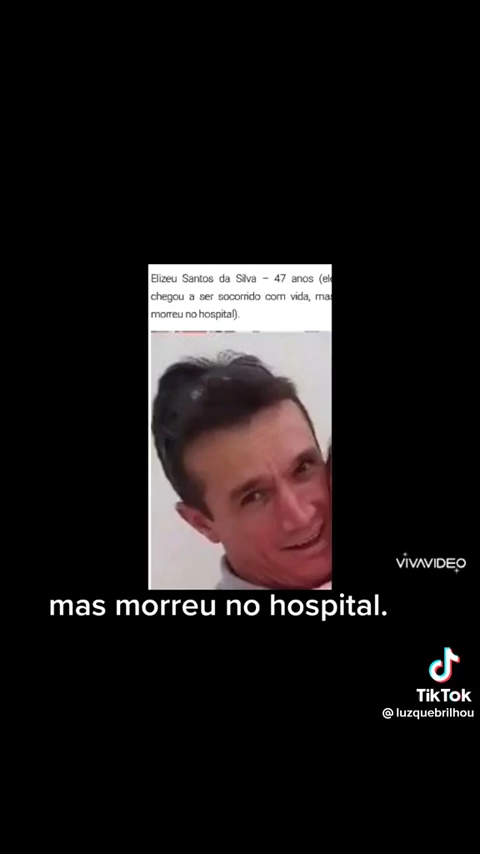 Elizeu Santos da Silva – 47 anos (ele
chegou a ser socorrido com vida, mas
morreu no hospital).
VIVAVIDEO
mas morreu no hospital.
TikTok
@ luzquebrilhou